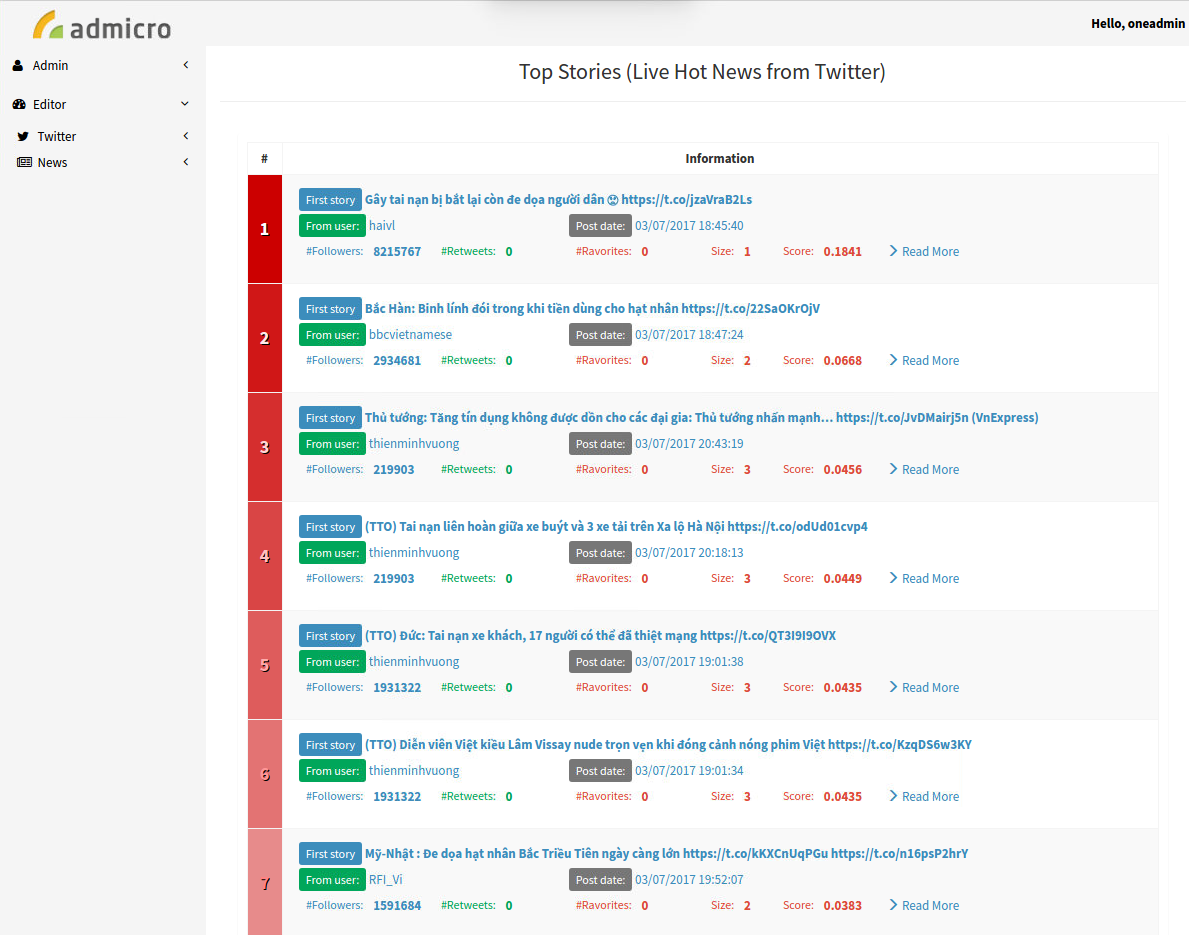 admicro
Hello, oneadmin
Admin
Editor
Twitter
News
Top Stories (Live Hot News from Twitter)
# Information
1
First story Gây tai nạn bị bắt lại còn đe dọa người dân 😡 https://t.co/jzaVraB2Ls
From user: haivl Post date: 03/07/2017 18:45:40
#Followers: 8215767 #Retweets: 0 #Ravorites: 0 Size: 1 Score: 0.1841 Read More
2
First story Bắc Hàn: Binh lính đói trong khi tiền dùng cho hạt nhân https://t.co/22SaOKrOjV
From user: bbcvietnamese Post date: 03/07/2017 18:47:24
#Followers: 2934681 #Retweets: 0 #Ravorites: 0 Size: 2 Score: 0.0668 Read More
3
First story Thủ tướng: Tăng tín dụng không được dồn cho các đại gia: Thủ tướng nhấn mạnh... https://t.co/JvDMairj5n (VnExpress)
From user: thienminhvuong Post date: 03/07/2017 20:43:19
#Followers: 219903 #Retweets: 0 #Ravorites: 0 Size: 3 Score: 0.0456 Read More
4
First story (TTO) Tai nạn liên hoàn giữa xe buýt và 3 xe tải trên Xa lộ Hà Nội https://t.co/odUd01cvp4
From user: thienminhvuong Post date: 03/07/2017 20:18:13
#Followers: 219903 #Retweets: 0 #Ravorites: 0 Size: 3 Score: 0.0449 Read More
5
First story (TTO) Đức: Tai nạn xe khách, 17 người có thể đã thiệt mạng https://t.co/QT3I9I9OVX
From user: thienminhvuong Post date: 03/07/2017 19:01:38
#Followers: 1931322 #Retweets: 0 #Ravorites: 0 Size: 3 Score: 0.0435 Read More
6
First story (TTO) Diễn viên Việt kiều Lâm Vissay nude trọn vẹn khi đóng cảnh nóng phim Việt https://t.co/KzqDS6w3KY
From user: thienminhvuong Post date: 03/07/2017 19:01:34
#Followers: 1931322 #Retweets: 0 #Ravorites: 0 Size: 3 Score: 0.0435 Read More
7
First story Mỹ-Nhật : Đe dọa hạt nhân Bắc Triều Tiên ngày càng lớn https://t.co/kKXCnUqPGu https://t.co/n16psP2hrY
From user: RFI_Vi Post date: 03/07/2017 19:52:07
#Followers: 1591684 #Retweets: 0 #Ravorites: 0 Size: 2 Score: 0.0383 Read More